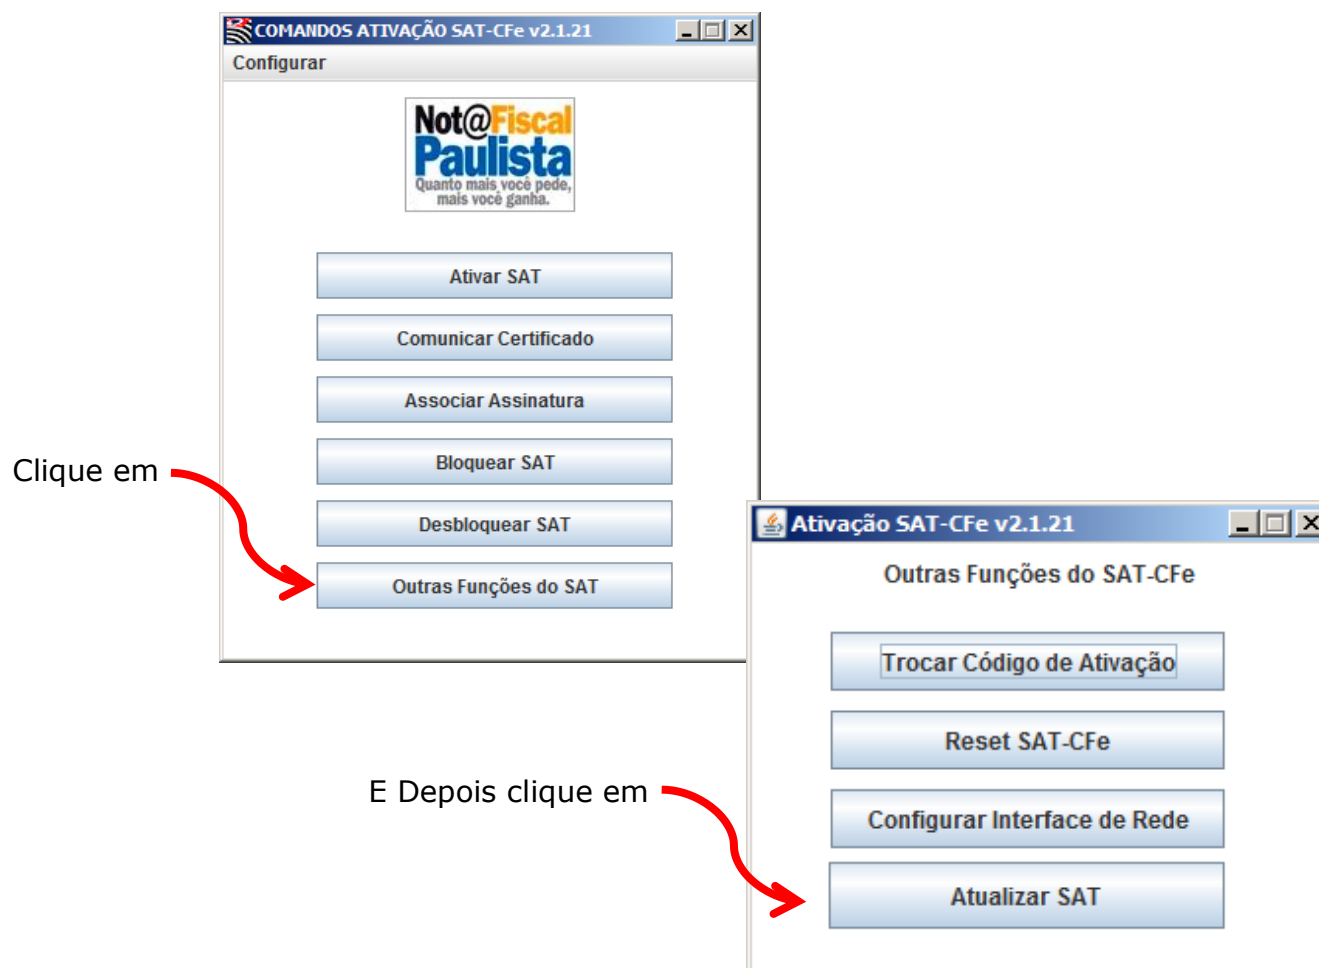 COMANDOS ATIVAÇÃO SAT-CFe v2.1.21
Configurar
Not@Fiscal
Paulista
Quanto mais você pede,
mais você ganha.
Ativar SAT
Comunicar Certificado
Associar Assinatura
Bloquear SAT
Desbloquear SAT
Outras Funções do SAT
Clique em
Ativação SAT-CFe v2.1.21
Outras Funções do SAT-CFe
Trocar Código de Ativação
Reset SAT-CFe
Configurar Interface de Rede
Atualizar SAT
E Depois clique em